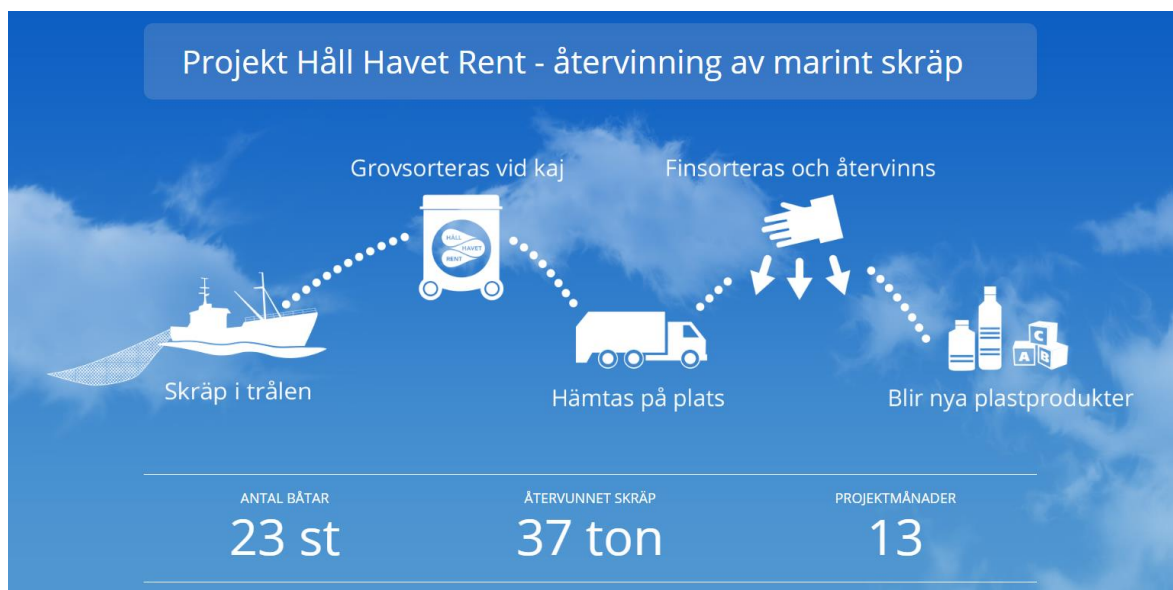 Projekt Håll Havet Rent - återvinning av marint skräp
Grovsorteras vid kaj
Finsorteras och återvinns
HÅLL
HAVET
RENT
Skräp i trålen
Hämtas på plats
C
A B
Blir nya plastprodukter
ANTAL BÅTAR
23 st
ÅTERVUNNET SKRÄP
37 ton
PROJEKTMÅNADER
13